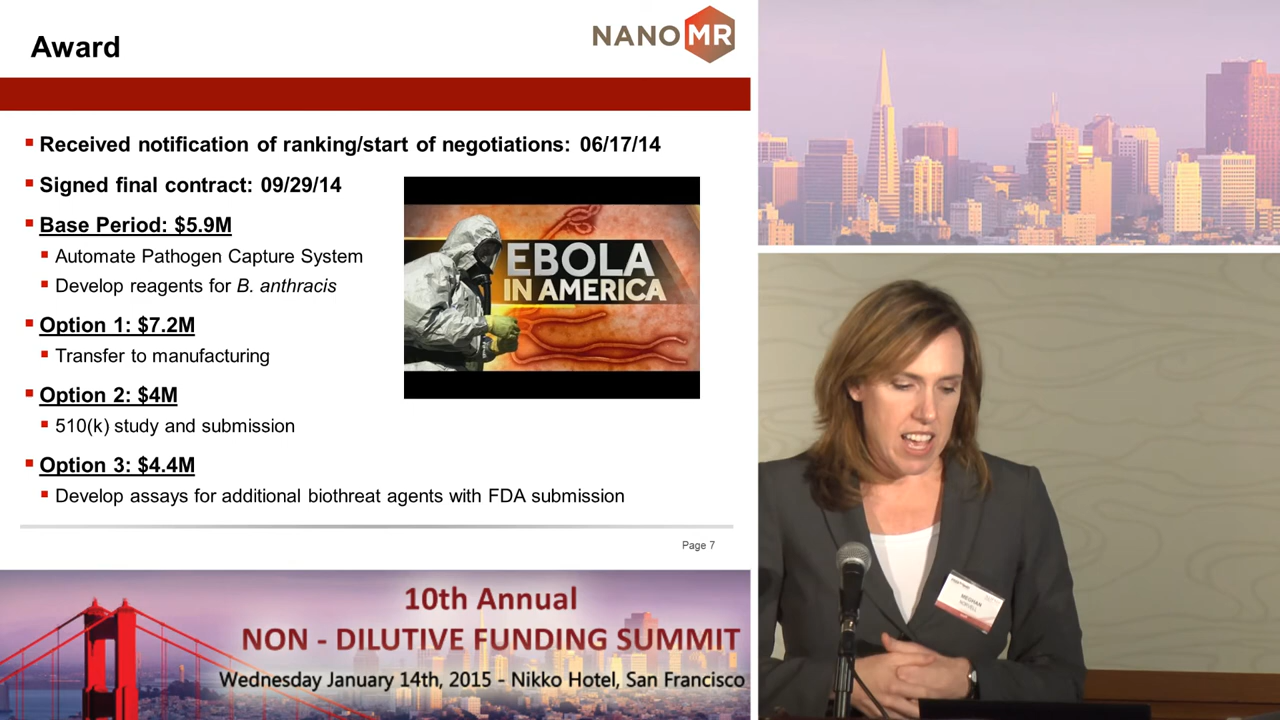 Award
NANOMR
Received notification of ranking/start of negotiations: 06/17/14
Signed final contract: 09/29/14
Base Period: $5.9M
Automate Pathogen Capture System
Develop reagents for B. anthracis
EBOLA
IN AMERICA
Option 1: $7.2M
Transfer to manufacturing
Option 2: $4M
510(k) study and submission
Option 3: $4.4M
Develop assays for additional biothreat agents with FDA submission
Page 7
10th Annual
NON - DILUTIVE FUNDING SUMMIT
Wednesday January 14th, 2015 - Nikko Hotel, San Francisco
MEGHAN